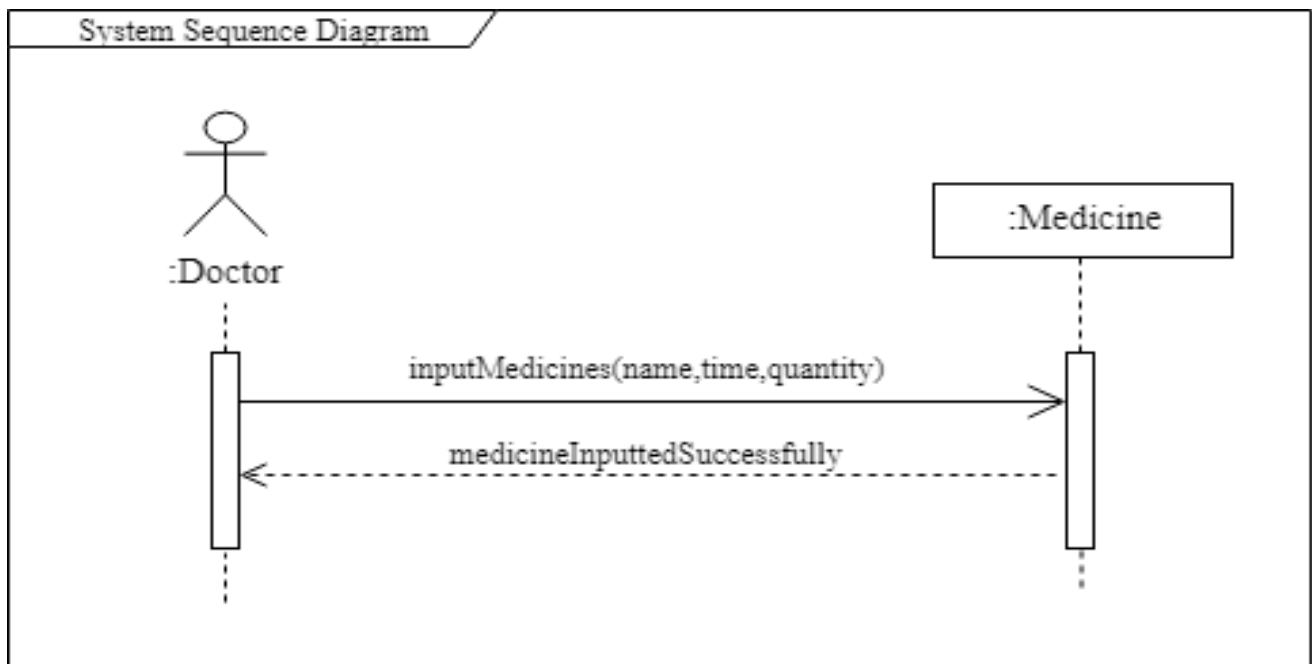 System Sequence Diagram
:Medicine
:Doctor
inputMedicines(name,time,quantity)
medicineInputtedSuccessfully